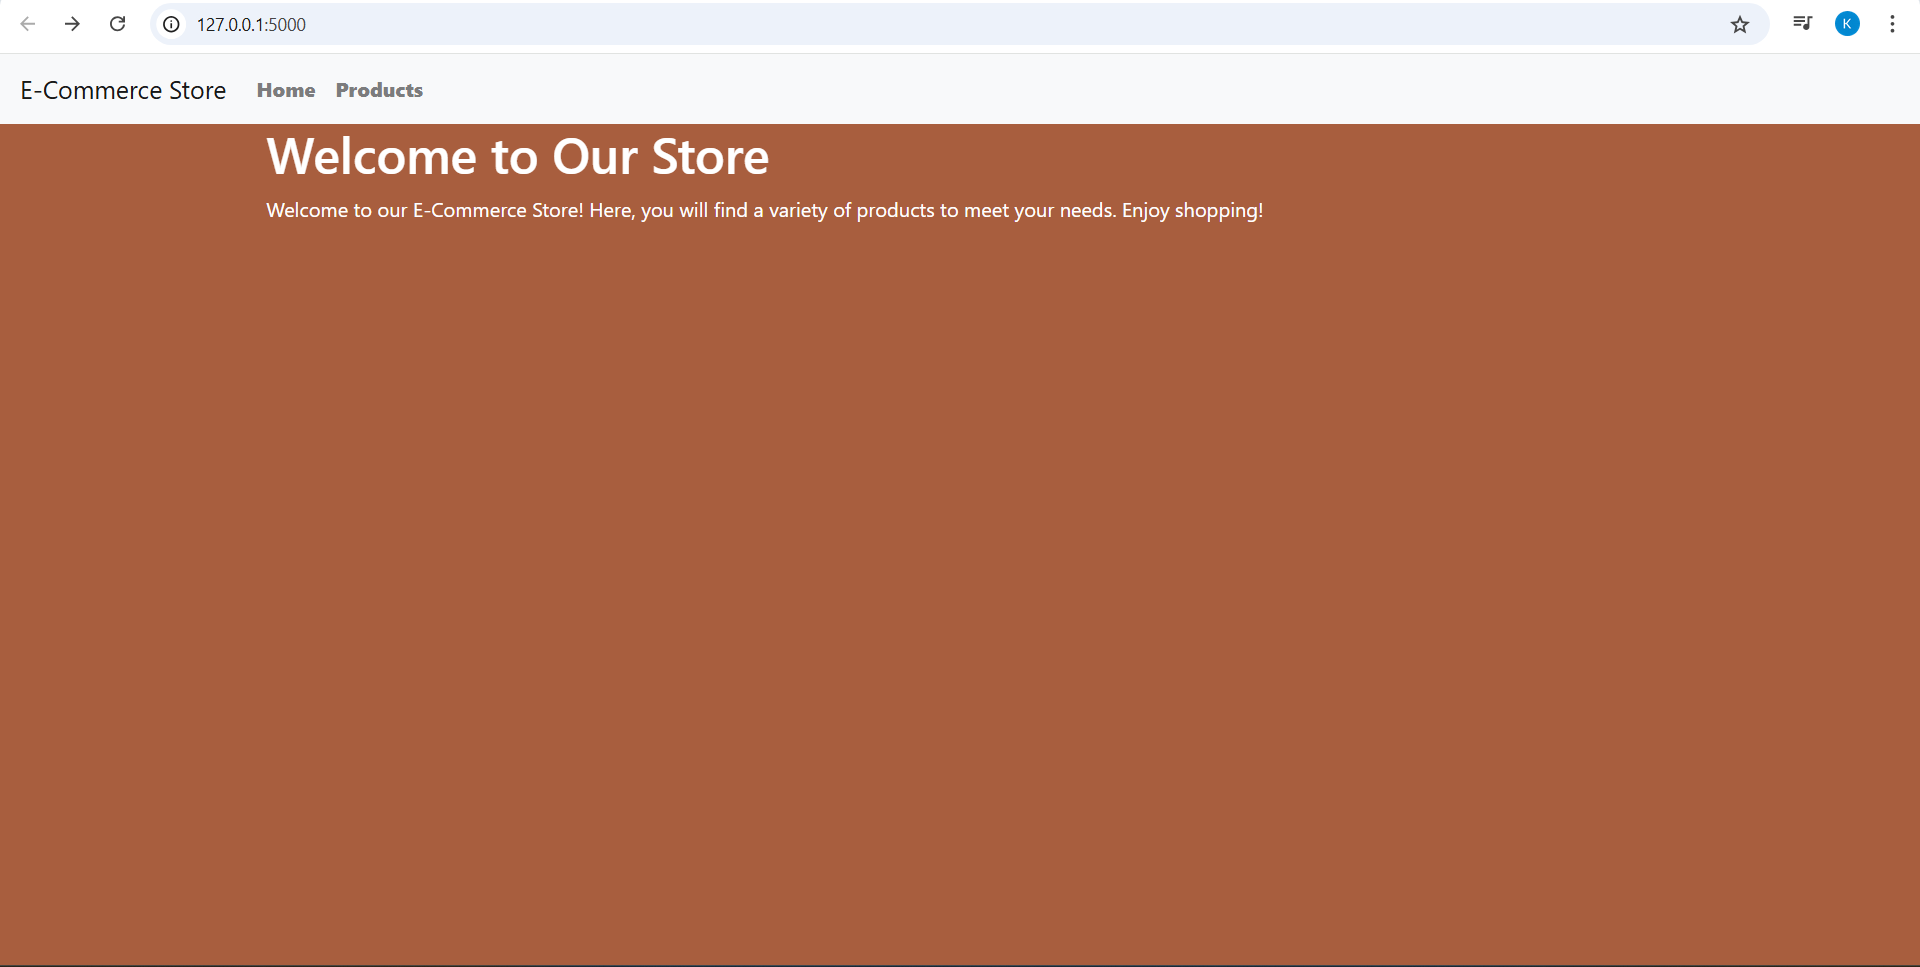 127.0.0.1:5000
K
E-Commerce Store Home Products
Welcome to Our Store
Welcome to our E-Commerce Store! Here, you will find a variety of products to meet your needs. Enjoy shopping!